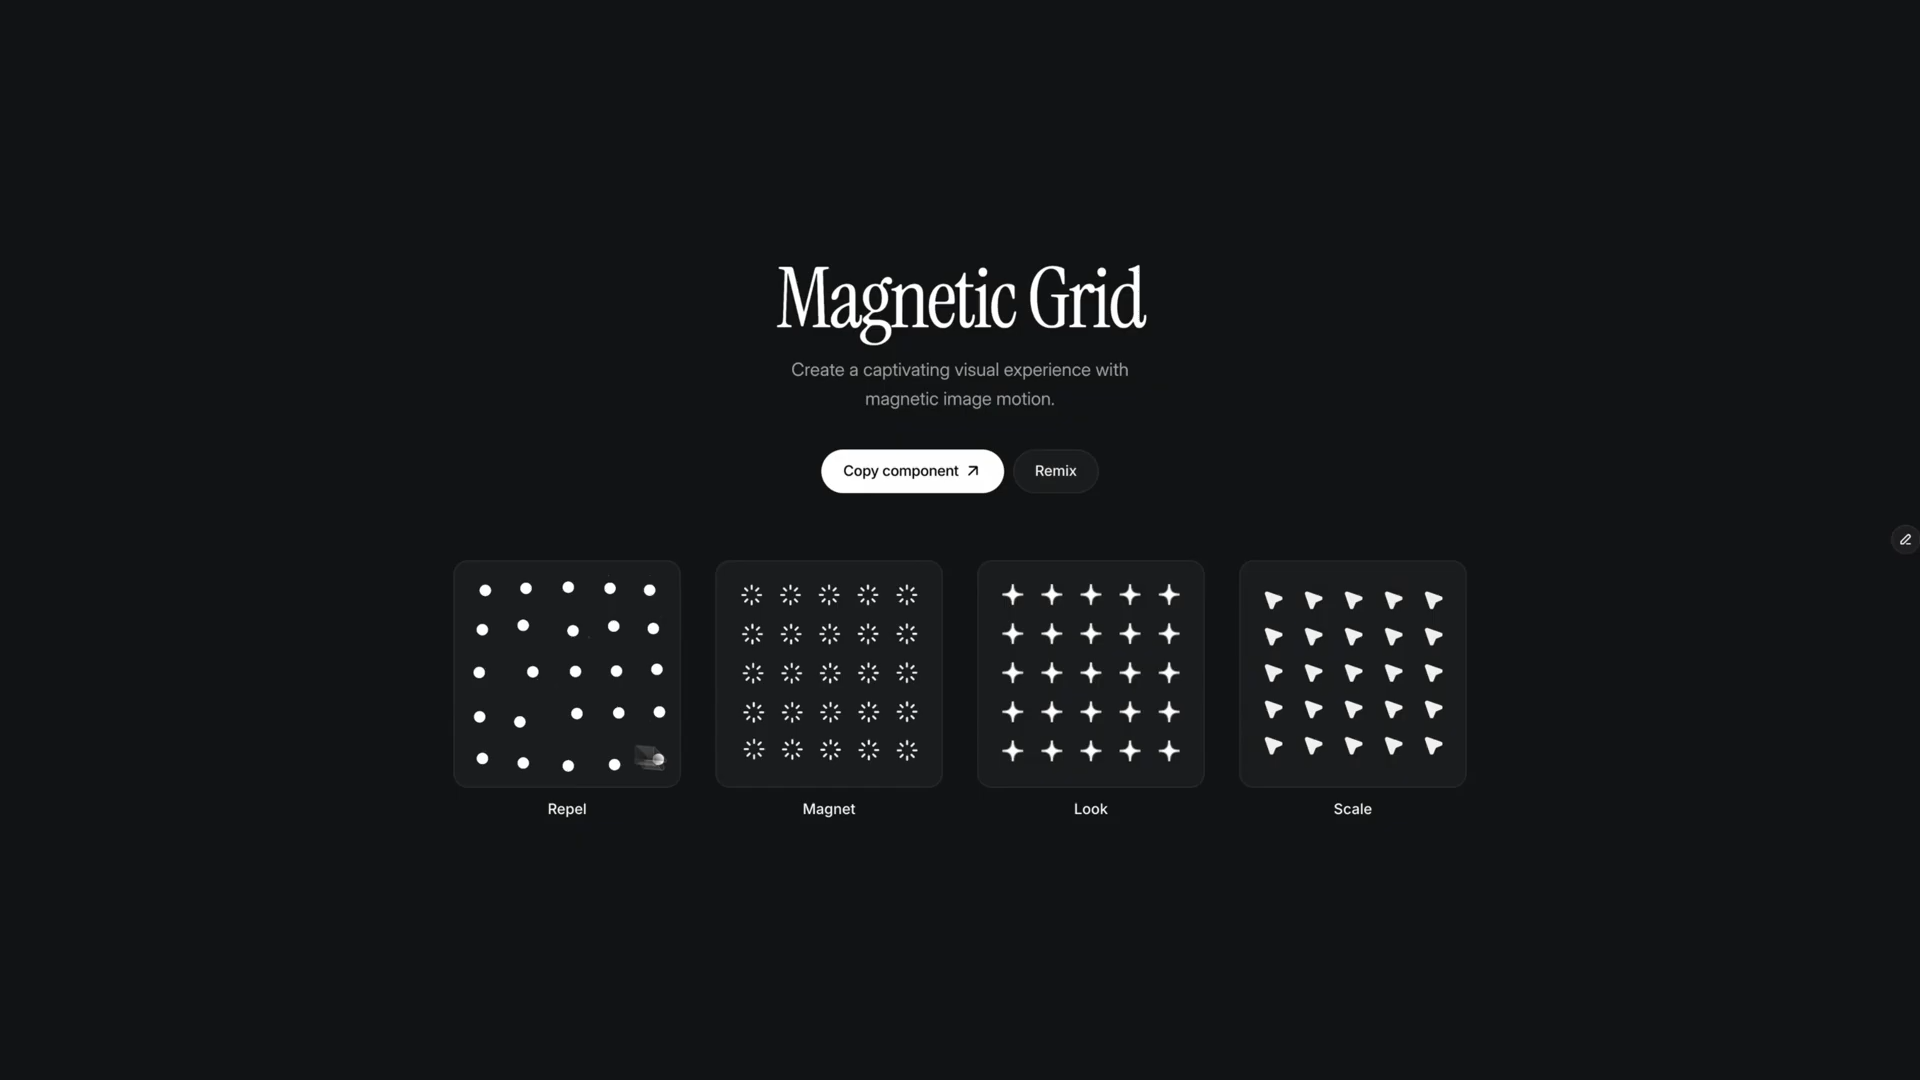 Magnetic Grid
Create a captivating visual experience with
magnetic image motion.
Copy component
Remix
Repel
Magnet
Look
Scale